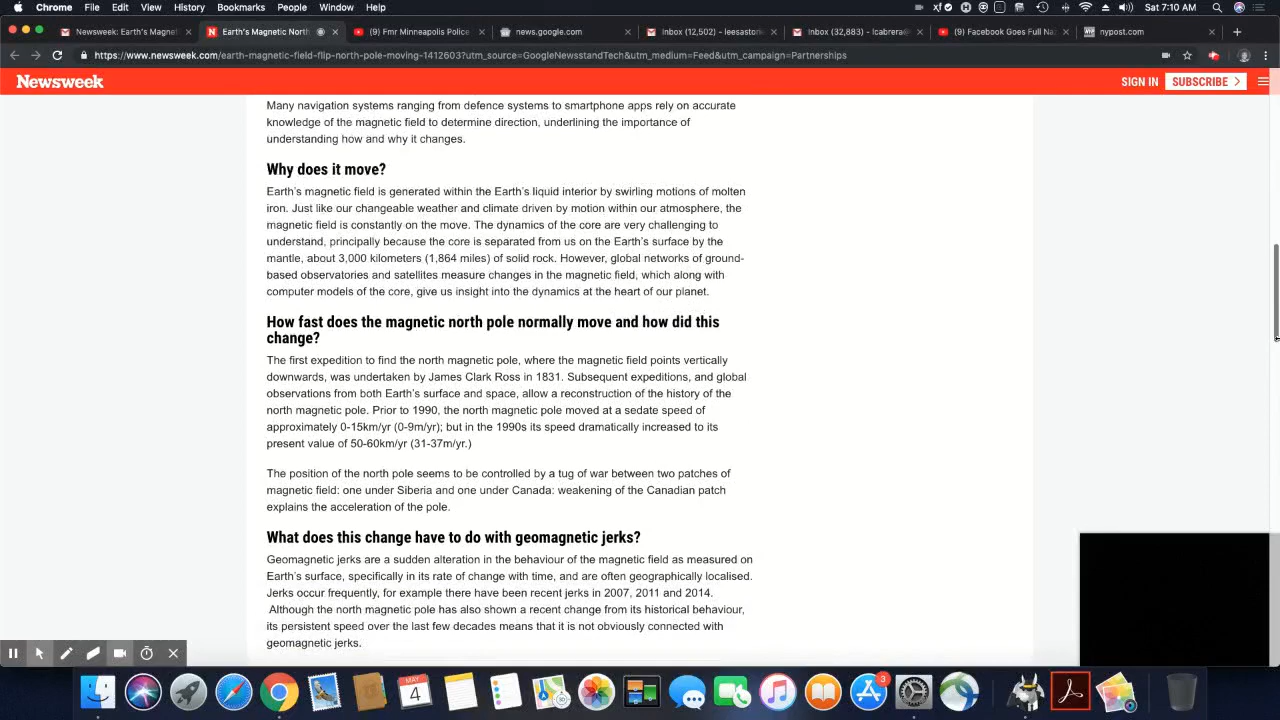 Chrome File Edit View History Bookmarks People Window Help
Sat 7:10 AM
Newsweek: Earth's Magnet
Earth's Magnetic North
(9) Fmr Minneapolis Police
news.google.com
Inbox (12,502) - leesastorie
Inbox (32,883) - lcabrera@
(9) Facebook Goes Full Na
nypost.com
https://www.newsweek.com/earth-magnetic-field-flip-north-pole-moving-1412603?utm_source=GoogleNewsstandTech&utm_medium=Feed&utm_campaign=Partnerships
Newsweek
SIGN IN
SUBSCRIBE
Many navigation systems ranging from defence systems to smartphone apps rely on accurate
knowledge of the magnetic field to determine direction, underlining the importance of
understanding how and why it changes.
Why does it move?
Earth's magnetic field is generated within the Earth's liquid interior by swirling motions of molten
iron. Just like our changeable weather and climate driven by motion within our atmosphere, the
magnetic field is constantly on the move. The dynamics of the core are very challenging to
understand, principally because the core is separated from us on the Earth's surface by the
mantle, about 3,000 kilometers (1,864 miles) of solid rock. However, global networks of ground-
based observatories and satellites measure changes in the magnetic field, which along with
computer models of the core, give us insight into the dynamics at the heart of our planet.
How fast does the magnetic north pole normally move and how did this
change?
The first expedition to find the north magnetic pole, where the magnetic field points vertically
downwards, was undertaken by James Clark Ross in 1831. Subsequent expeditions, and global
observations from both Earth's surface and space, allow a reconstruction of the history of the
north magnetic pole. Prior to 1990, the north magnetic pole moved at a sedate speed of
approximately 0-15km/yr (0-9m/yr); but in the 1990s its speed dramatically increased to its
present value of 50-60km/yr (31-37m/yr.)
The position of the north pole seems to be controlled by a tug of war between two patches of
magnetic field: one under Siberia and one under Canada: weakening of the Canadian patch
explains the acceleration of the pole.
What does this change have to do with geomagnetic jerks?
Geomagnetic jerks are a sudden alteration in the behaviour of the magnetic field as measured on
Earth's surface, specifically in its rate of change with time, and are often geographically localised.
Jerks occur frequently, for example there have been recent jerks in 2007, 2011 and 2014.
Although the north magnetic pole has also shown a recent change from its historical behaviour,
its persistent speed over the last few decades means that it is not obviously connected with
geomagnetic jerks.
MAY
4
3